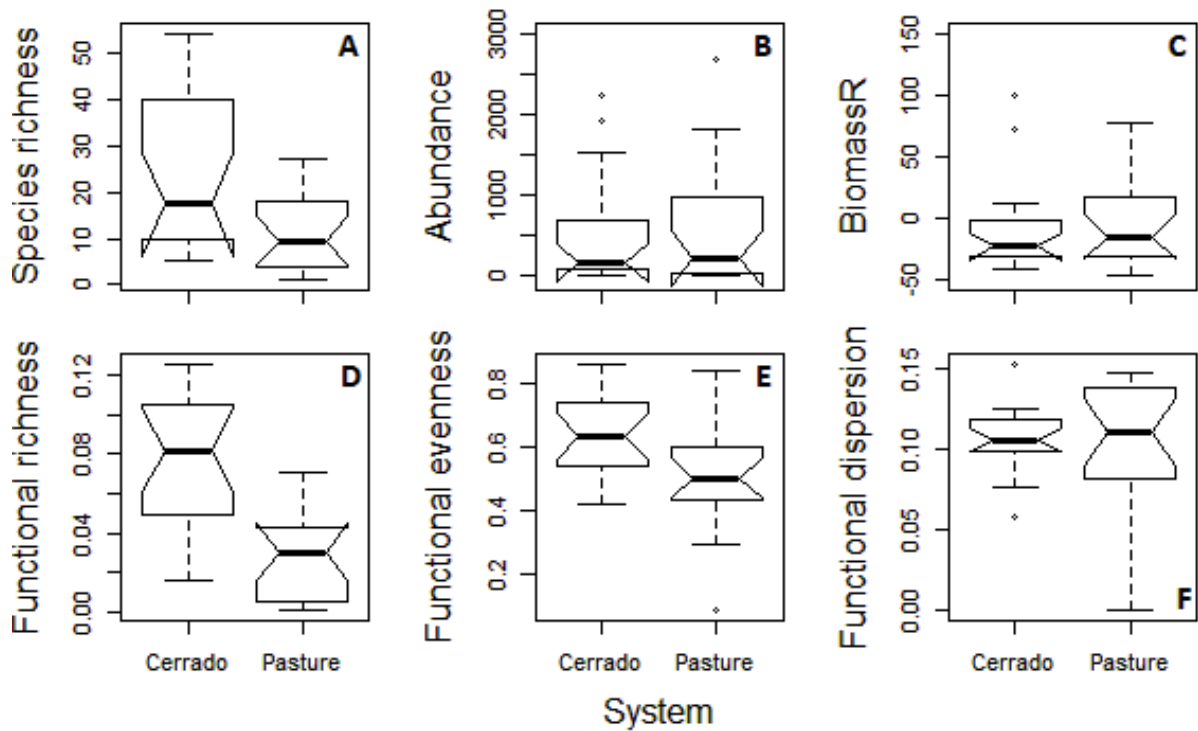 Species richness
0
10
20
30
40
50
A
Abundance
0
1000
2000
3000
B
BiomassR
-50
0
50
100
150
C
Functional richness
0.00
0.04
0.08
0.12
D
Functional evenness
0.2
0.4
0.6
0.8
E
Functional dispersion
0.00
0.05
0.10
0.15
F
Cerrado Pasture
Cerrado Pasture
Cerrado Pasture
System